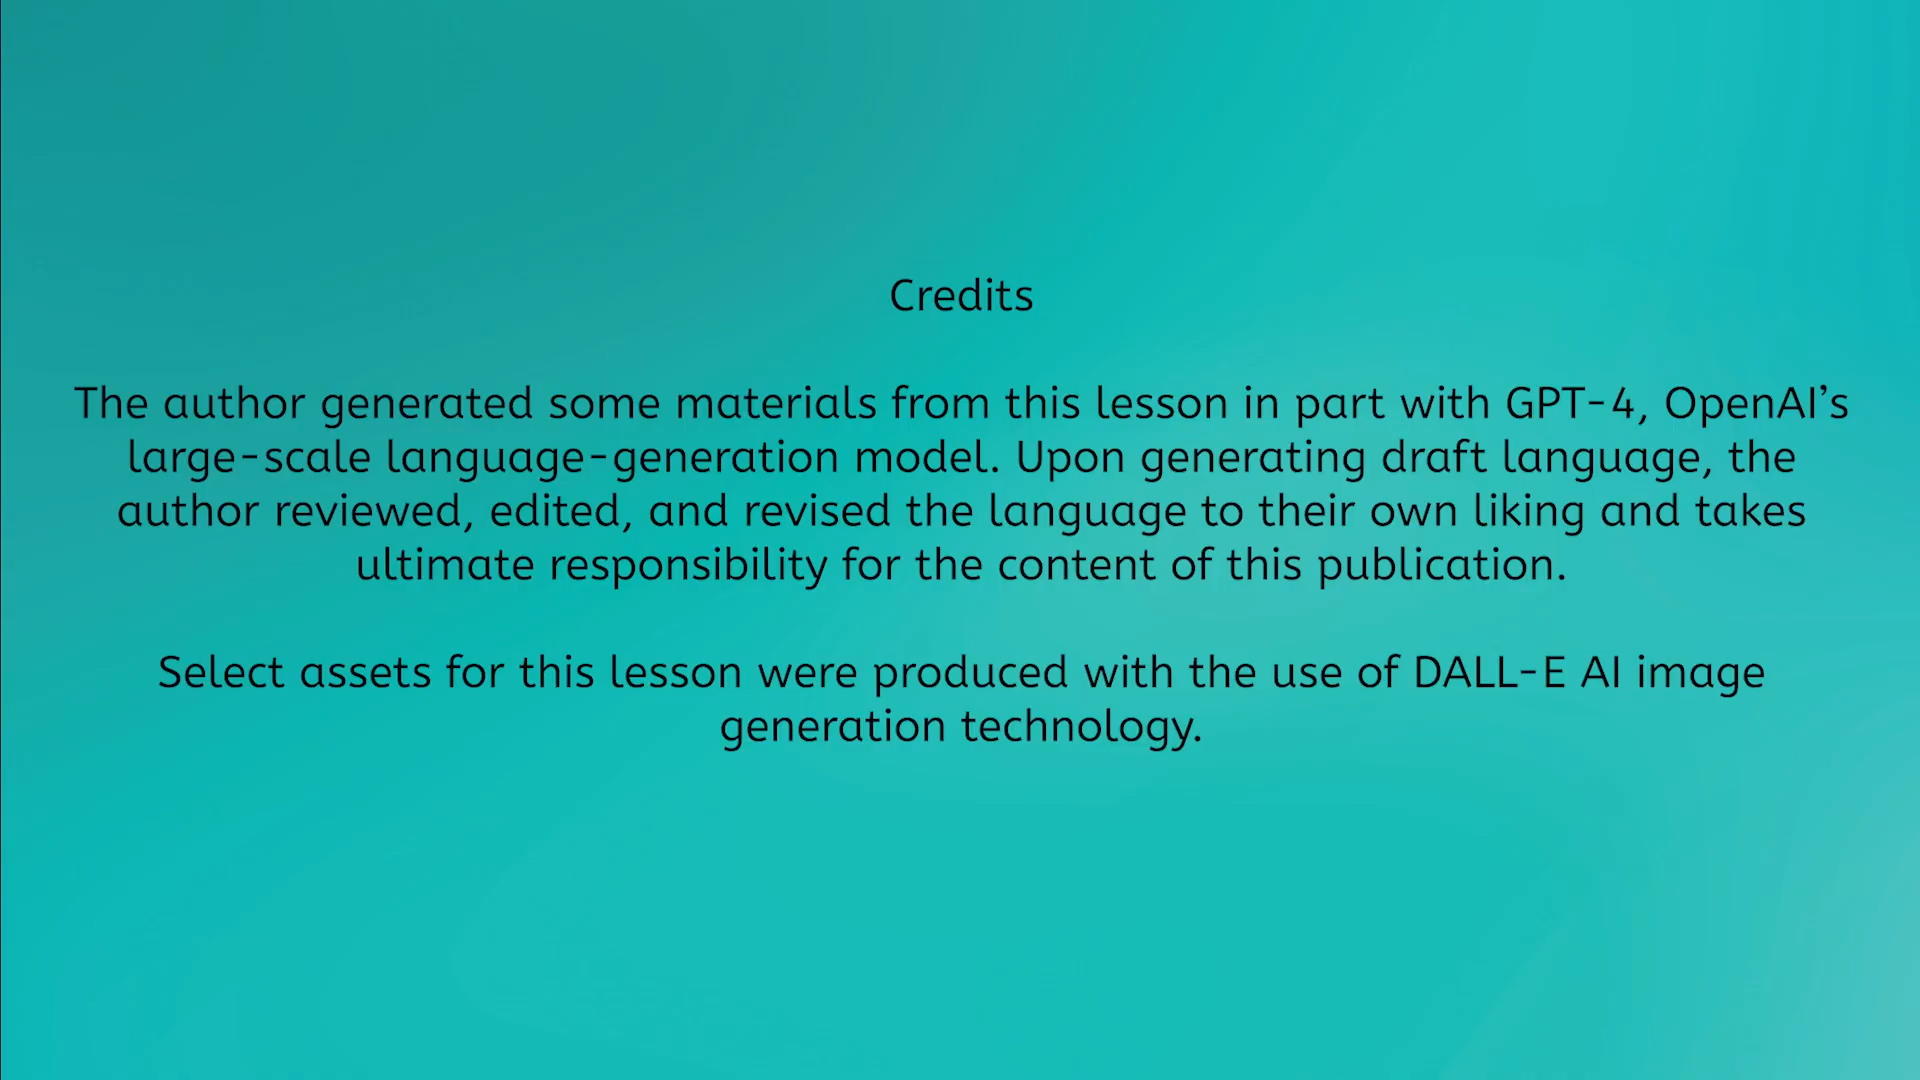 Credits
The author generated some materials from this lesson in part with GPT-4, OpenAI’s
large-scale language-generation model. Upon generating draft language, the
author reviewed, edited, and revised the language to their own liking and takes
ultimate responsibility for the content of this publication.
Select assets for this lesson were produced with the use of DALL-E AI image
generation technology.